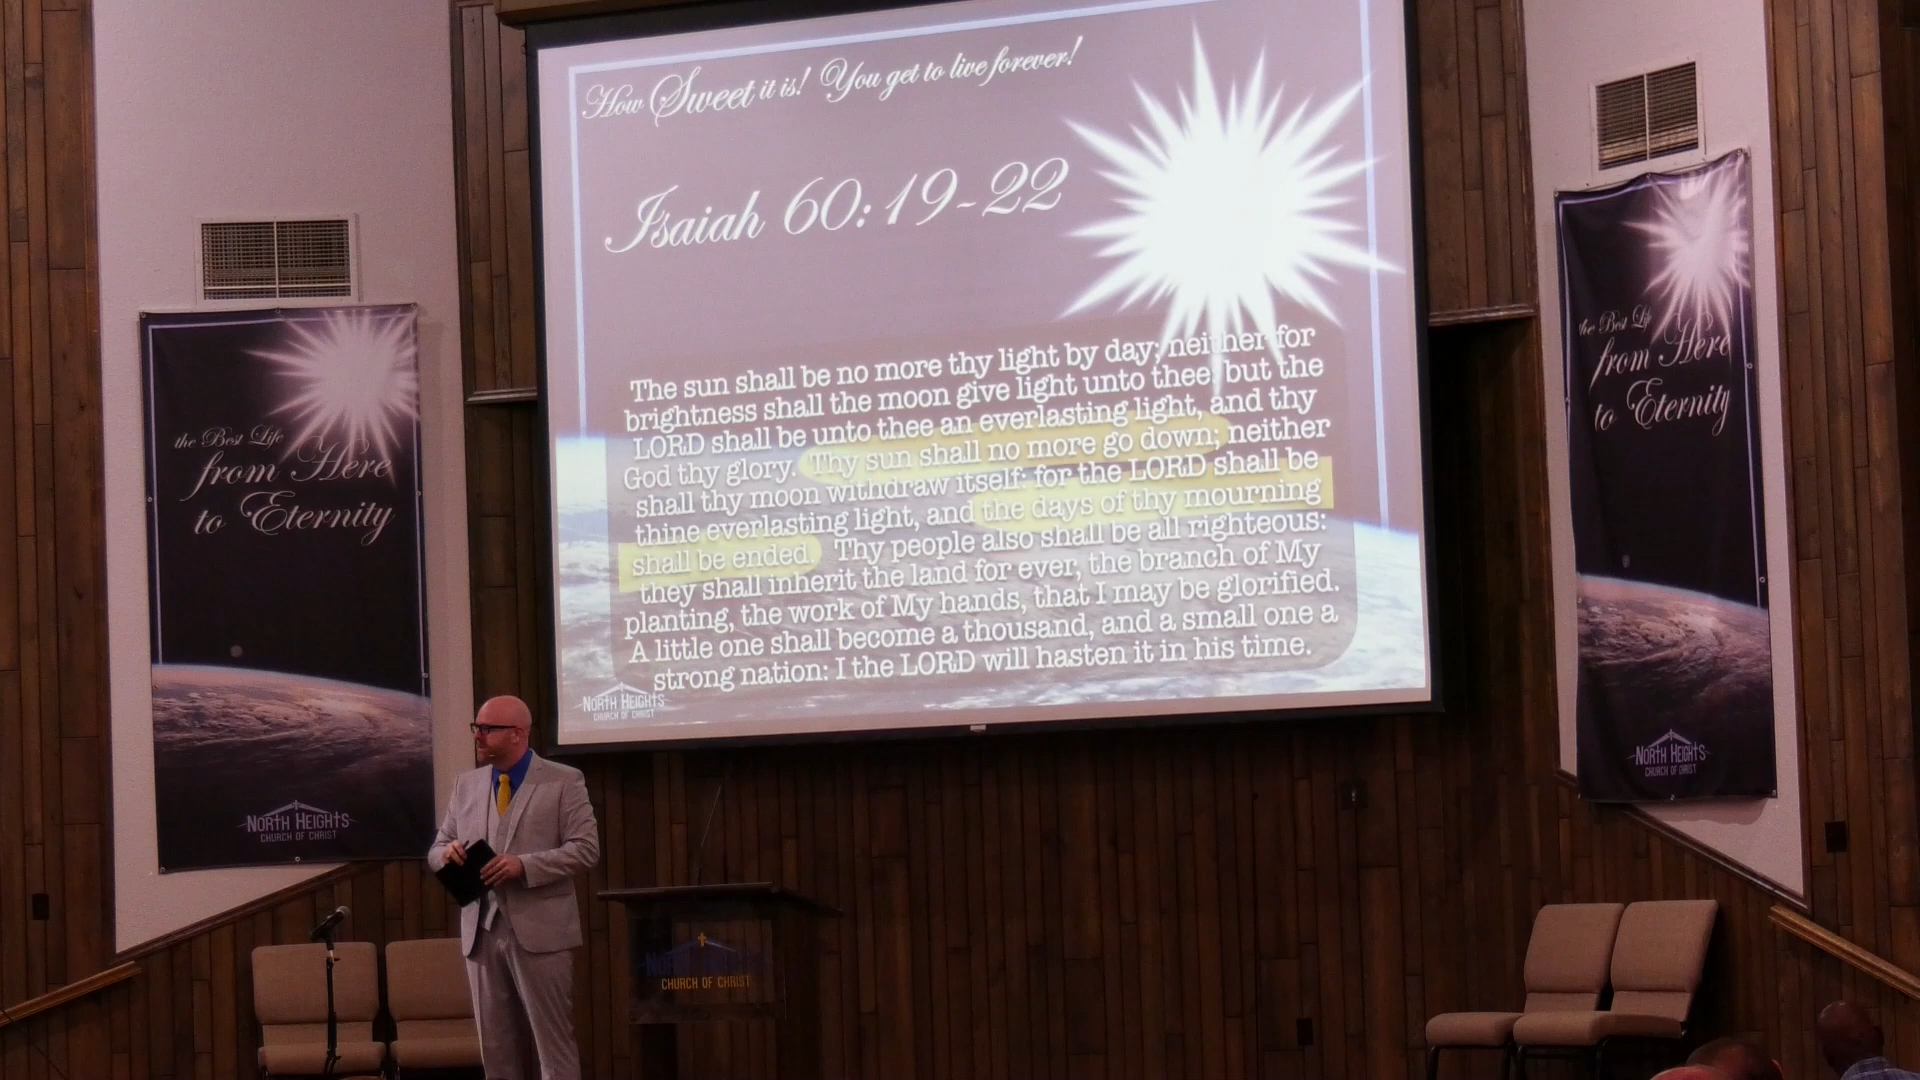 How Sweet it is! You get to live forever!
Isaiah 60:19-22
The sun shall be no more thy light by day; neither for
brightness shall the moon give light unto thee: but the
LORD shall be unto thee an everlasting light, and thy
God thy glory. Thy sun shall no more go down; neither
shall thy moon withdraw itself: for the LORD shall be
thine everlasting light, and the days of thy mourning
shall be ended. Thy people also shall be all righteous:
they shall inherit the land for ever, the branch of My
planting, the work of My hands, that I may be glorified.
A little one shall become a thousand, and a small one a
strong nation: I the LORD will hasten it in his time.
NORTH HEIGHTS
CHURCH OF CHRIST
the Best Life
from Here
to Eternity
NORTH HEIGHTS
CHURCH OF CHRIST
the Best Life
from Here
to Eternity
NORTH HEIGHTS
CHURCH OF CHRIST
NORTH HEIGHTS
CHURCH OF CHRIST